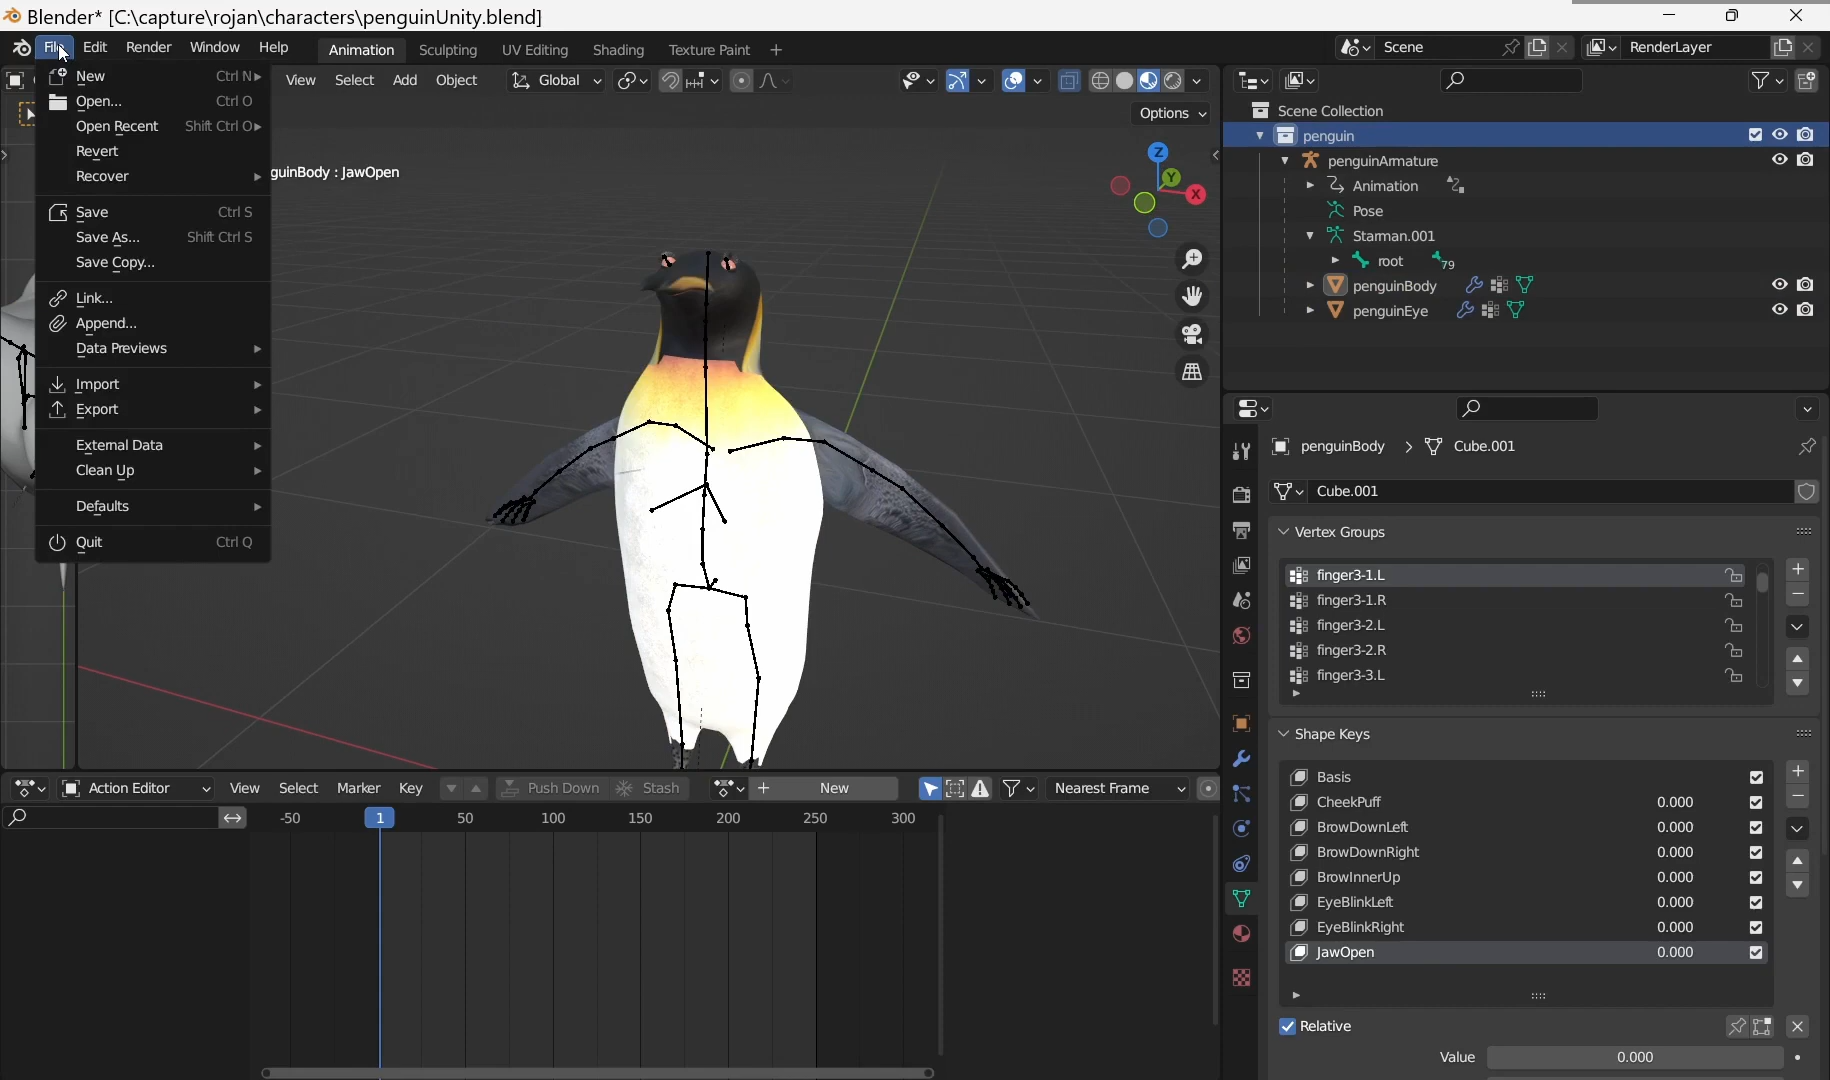 Blender* [C:\capture\rojan\characters\penguinUnity.blend]
File Edit Render Window Help Animation Sculpting UV Editing Shading Texture Paint + Scene RenderLayer
View Select Add Object Global
Options
New Ctrl N
Open... Ctrl O
Open Recent Shift Ctrl O
Revert
Recover
Save Ctrl S
Save As... Shift Ctrl S
Save Copy...
Link...
Append...
Data Previews
Import
Export
External Data
Clean Up
Defaults
Quit Ctrl Q
guinBody : JawOpen
Z
Y
X
Scene Collection
penguin
penguinArmature
Animation
Pose
Starman.001
root 79
penguinBody
penguinEye
penguinBody > Cube.001
Cube.001
Vertex Groups
finger3-1.L
finger3-1.R
finger3-2.L
finger3-2.R
finger3-3.L
Shape Keys
Basis
CheekPuff 0.000
BrowDownLeft 0.000
BrowDownRight 0.000
BrowInnerUp 0.000
EyeBlinkLeft 0.000
EyeBlinkRight 0.000
JawOpen 0.000
Relative
Value 0.000
Action Editor View Select Marker Key Push Down Stash + New Nearest Frame
-50 1 50 100 150 200 250 300